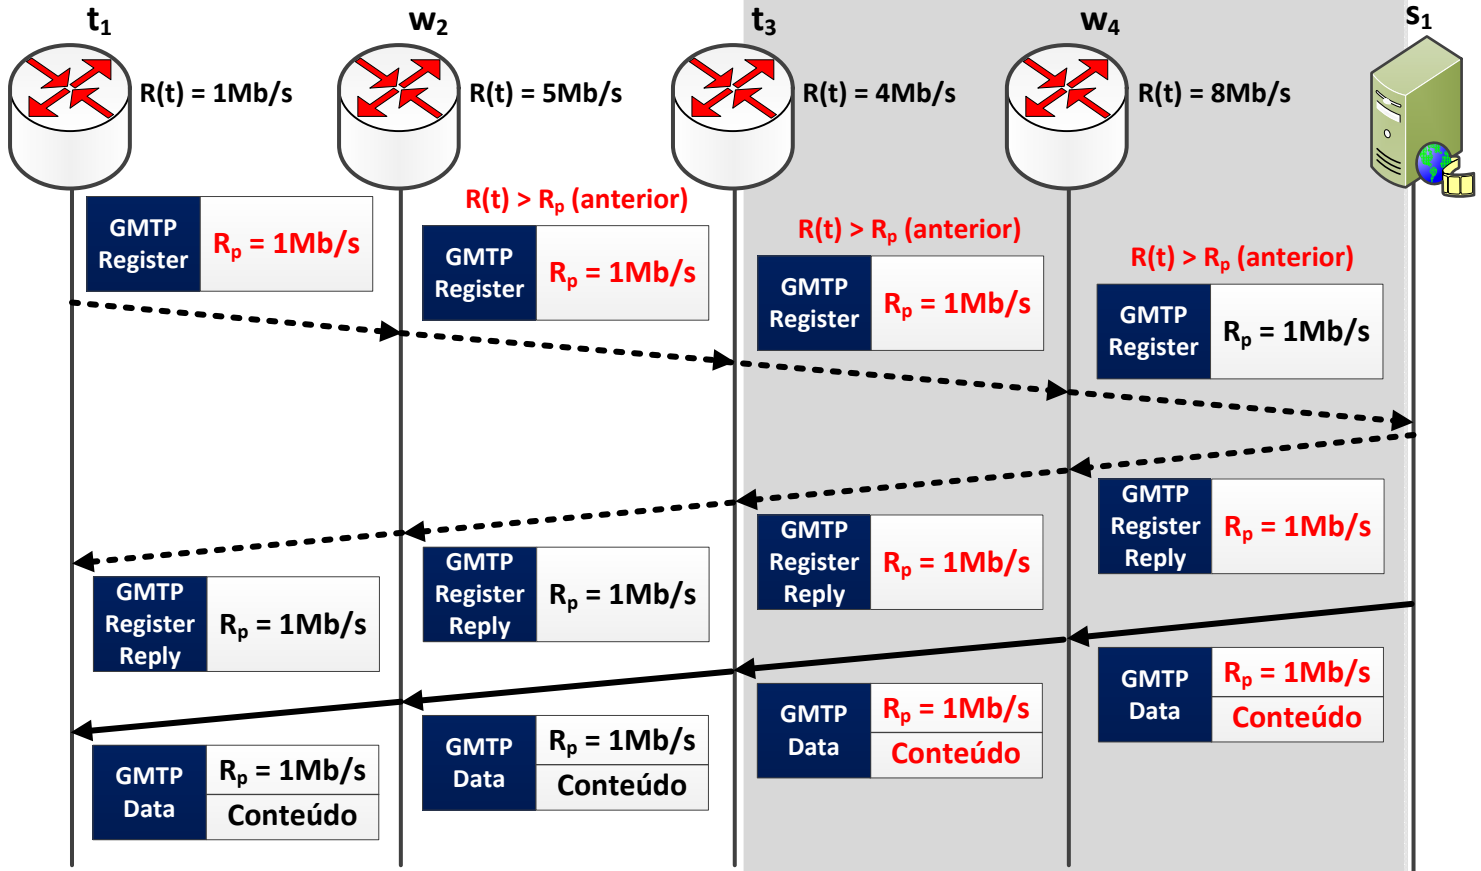 t1
w2
t3
w4
s1
R(t) = 1Mb/s
R(t) = 5Mb/s
R(t) = 4Mb/s
R(t) = 8Mb/s
GMTP
Register
Rp = 1Mb/s
R(t) > Rp (anterior)
GMTP
Register
Rp = 1Mb/s
R(t) > Rp (anterior)
GMTP
Register
Rp = 1Mb/s
R(t) > Rp (anterior)
GMTP
Register
Rp = 1Mb/s
GMTP
Register
Reply
Rp = 1Mb/s
GMTP
Register
Reply
Rp = 1Mb/s
GMTP
Register
Reply
Rp = 1Mb/s
GMTP
Register
Reply
Rp = 1Mb/s
GMTP
Data
Rp = 1Mb/s
Conteúdo
GMTP
Data
Rp = 1Mb/s
Conteúdo
GMTP
Data
Rp = 1Mb/s
Conteúdo
GMTP
Data
Rp = 1Mb/s
Conteúdo